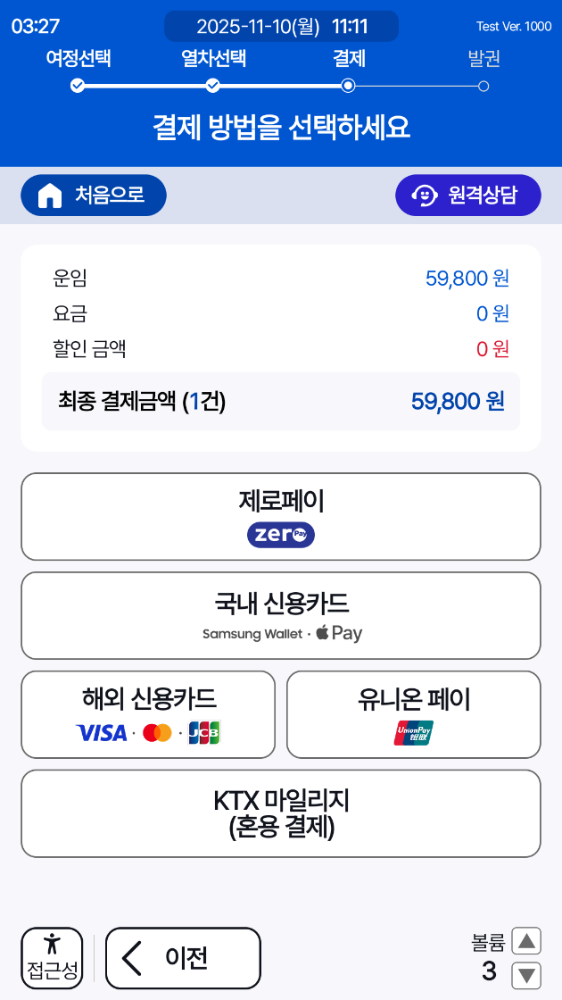 03:27
2025-11-10(월) 11:11
Test Ver. 1000
여정선택 열차선택 결제 발권
결제 방법을 선택하세요
처음으로
원격상담
운임 59,800 원
요금 0 원
할인 금액 0 원
최종 결제금액 (1건) 59,800 원
제로페이
zeroPay
국내 신용카드
Samsung Wallet · Pay
해외 신용카드
VISA · · JCB
유니온 페이
UnionPay
银联
KTX 마일리지
(혼용 결제)
접근성
이전
볼륨
3